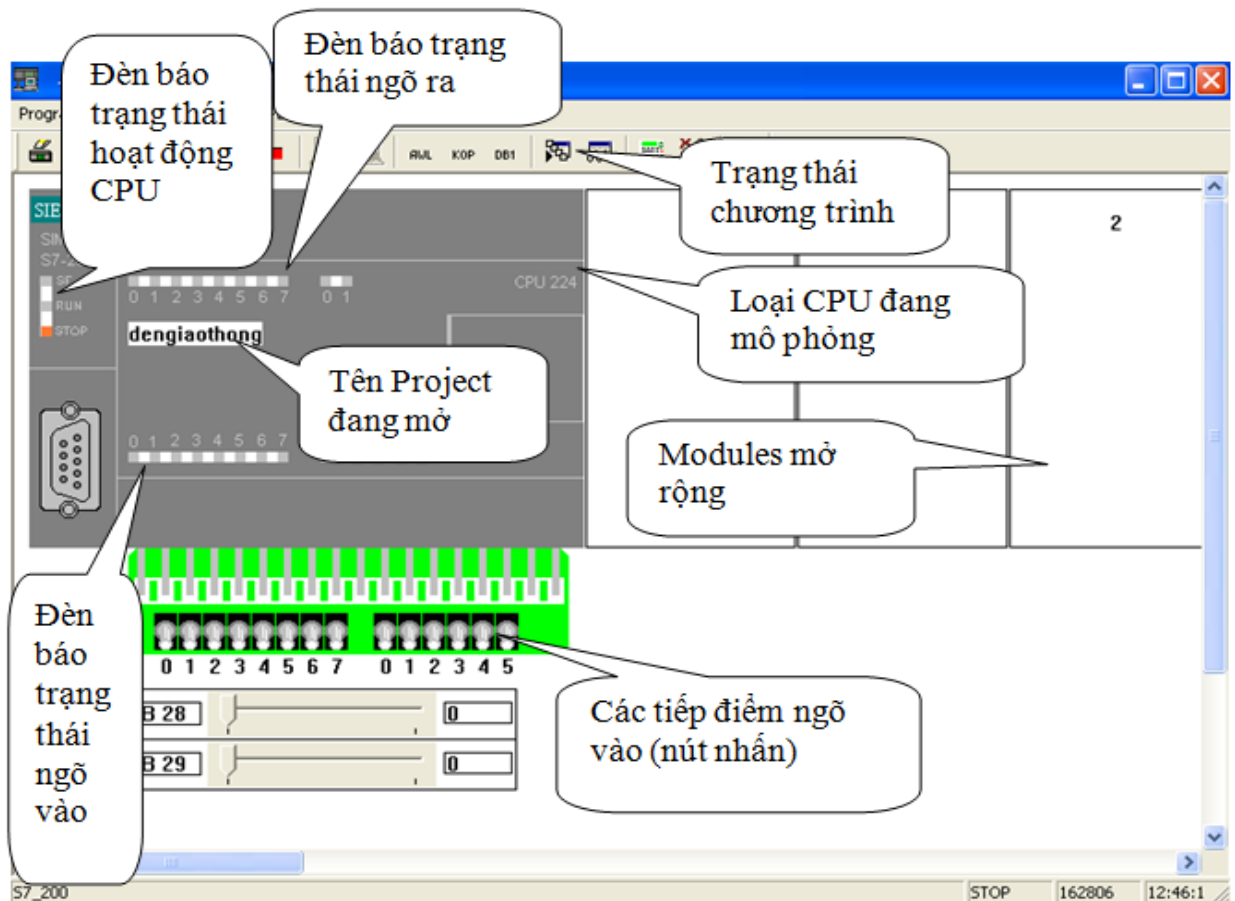 Đèn báo trạng
thái ngõ ra
Đèn báo
trạng thái
hoạt động
CPU
Progr
AWL KOP DB1
Trạng thái
chương trình
SIE
SIM
S7-2
SF
RUN
STOP
0 1 2 3 4 5 6 7 0 1
CPU 224
2
dengiaothong
Loại CPU đang
mô phỏng
Tên Project
đang mở
0 1 2 3 4 5 6 7
Modules mở
rộng
Đèn
báo
trạng
thái
ngõ
vào
0 1 2 3 4 5 6 7 0 1 2 3 4 5
Các tiếp điểm ngõ
vào (nút nhấn)
B 28 0
B 29 0
S7_200 STOP 162806 12:46:1